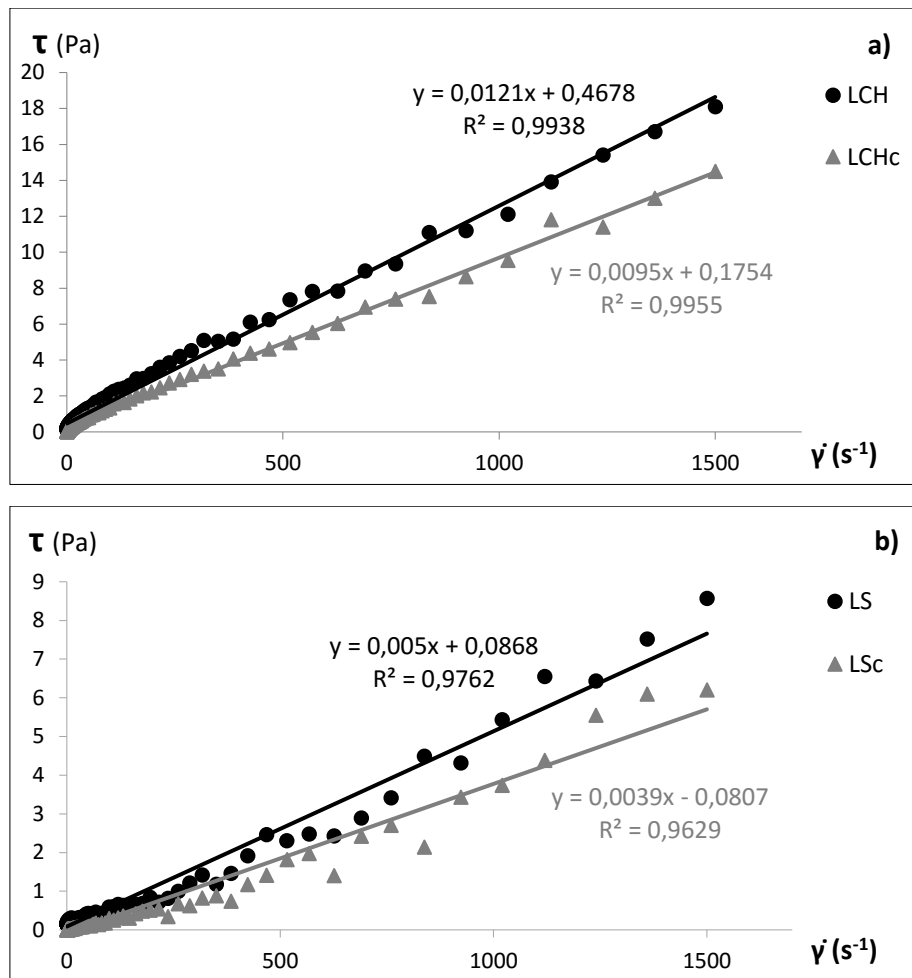 τ (Pa)
a)
20
18
16
14
12
10
8
6
4
2
0
y = 0,0121x + 0,4678
R² = 0,9938
LCH
LCHc
y = 0,0095x + 0,1754
R² = 0,9955
0
500
1000
1500
γ̇ (s⁻¹)
τ (Pa)
b)
9
8
7
6
5
4
3
2
1
0
y = 0,005x + 0,0868
R² = 0,9762
LS
LSc
y = 0,0039x - 0,0807
R² = 0,9629
0
500
1000
1500
γ̇ (s⁻¹)